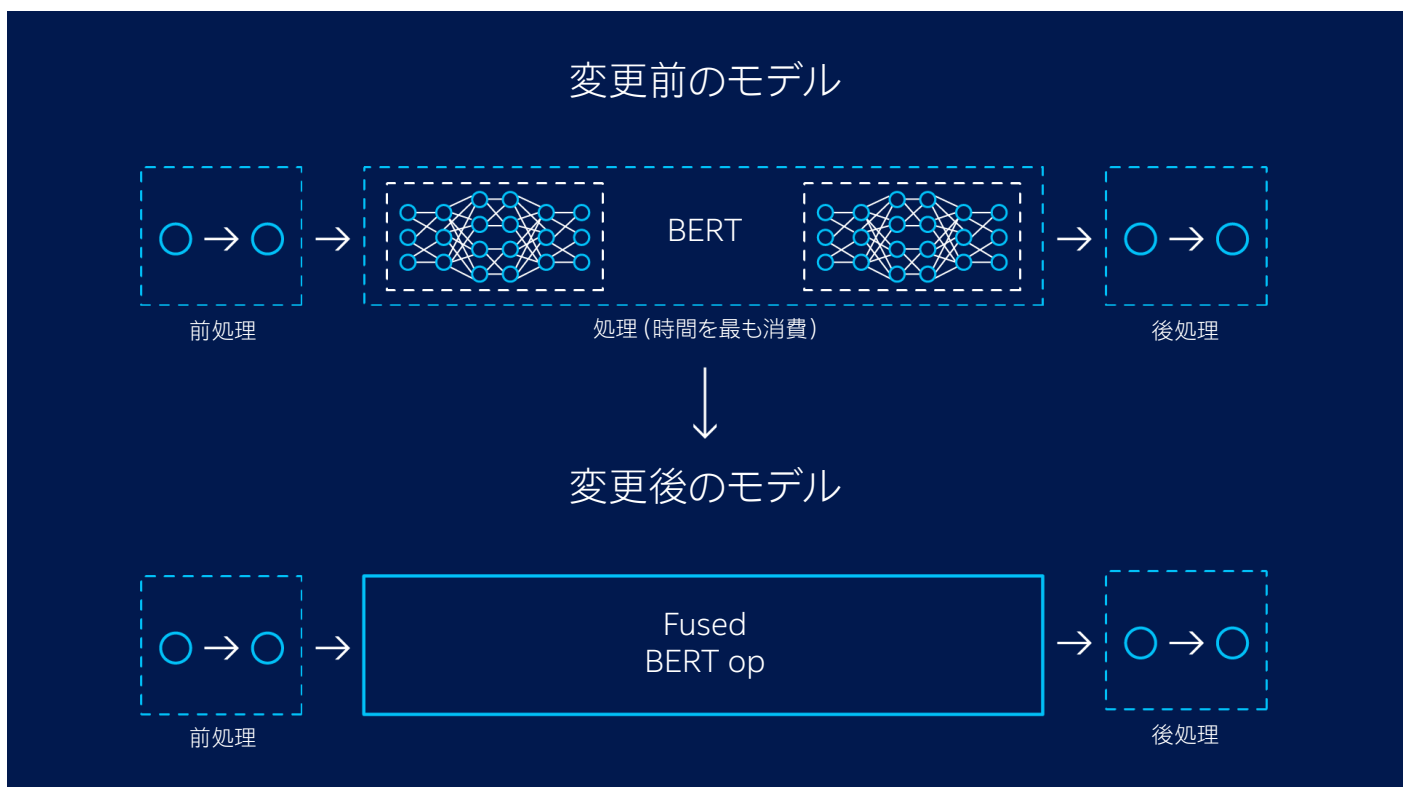 変更前のモデル
BERT
前処理
処理 (時間を最も消費)
後処理
変更後のモデル
Fused
BERT op
前処理
後処理